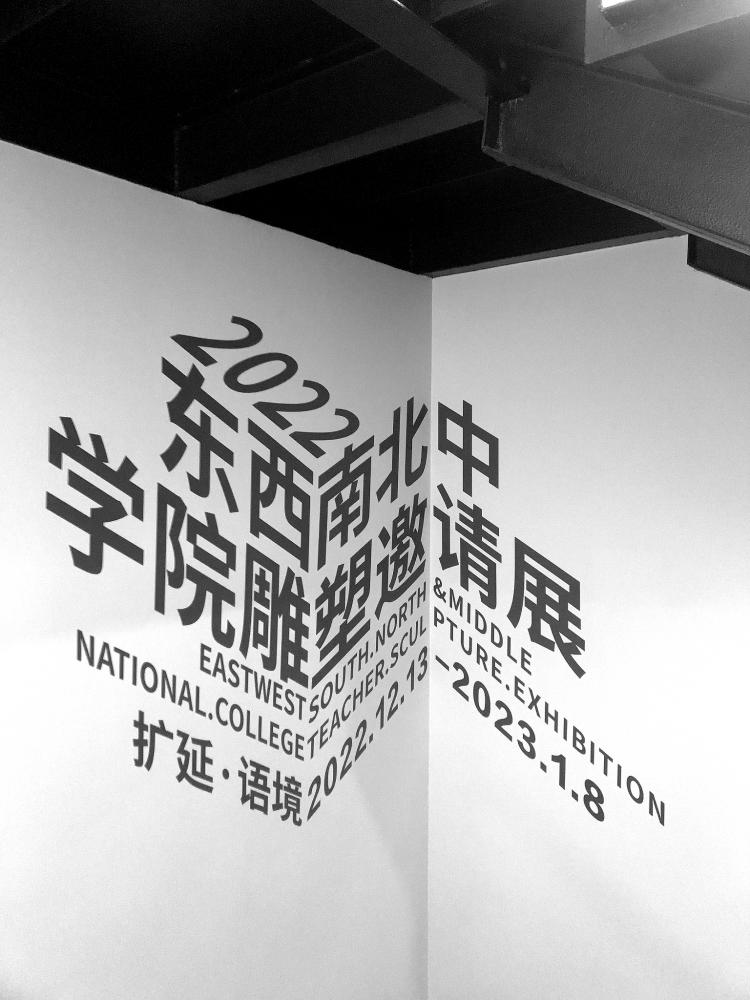 2022
东西南北中
学院雕塑邀请展
EASTWEST SOUTH.NORTH &MIDDLE
NATIONAL.COLLEGE TEACHER.SCULPTURE.EXHIBITION
扩延·语境 2022.12.13-2023.1.8